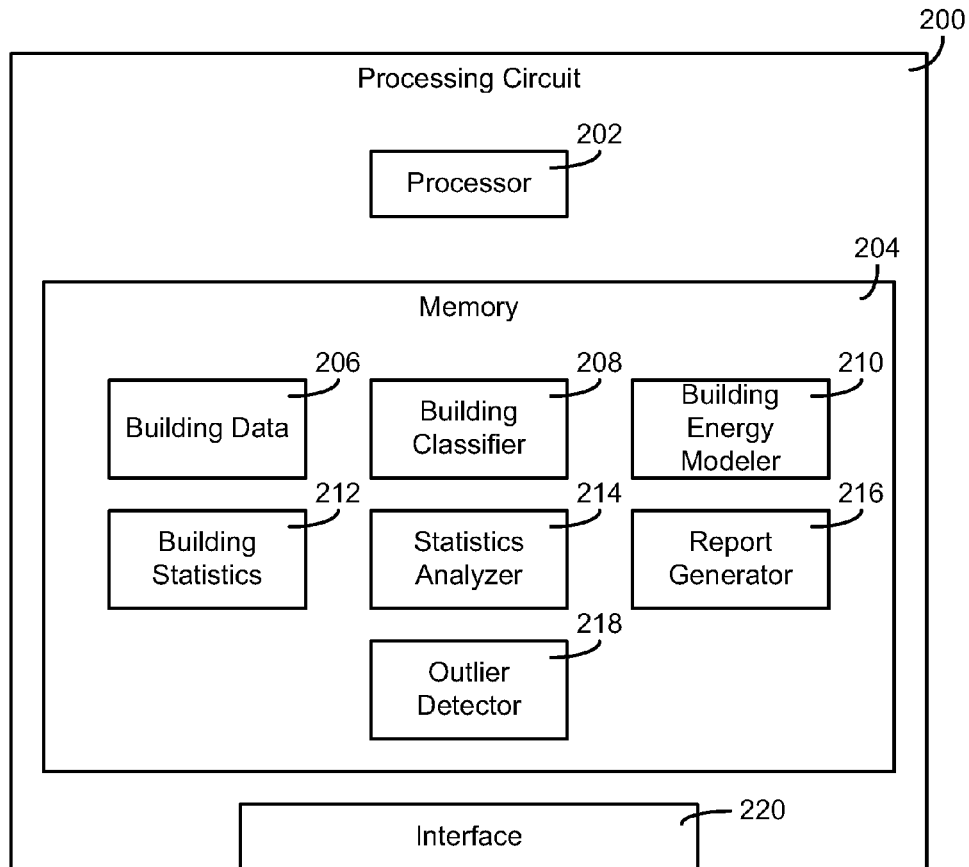 200
Processing Circuit
202
Processor
204
Memory
206
Building Data
208
Building
Classifier
210
Building
Energy
Modeler
212
Building
Statistics
214
Statistics
Analyzer
216
Report
Generator
218
Outlier
Detector
220
Interface